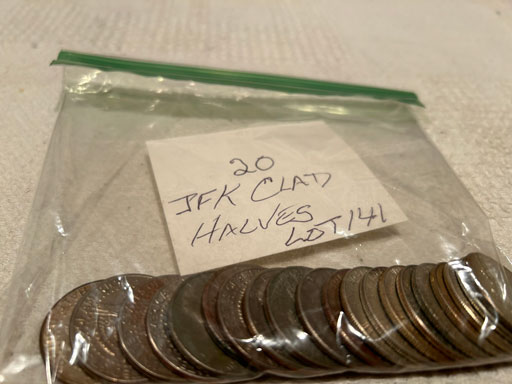 20
JFK CLAD
HALVES
LOT 141